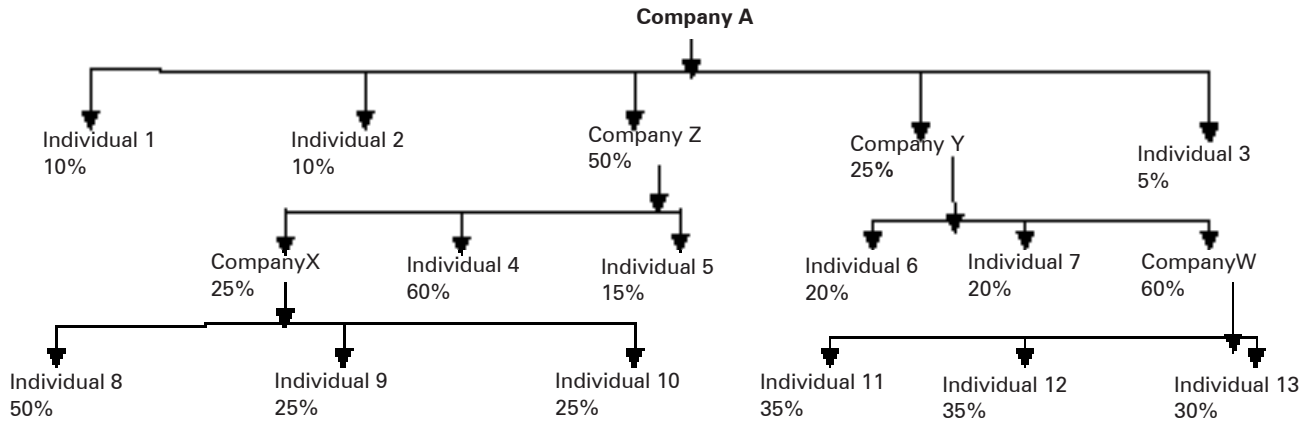 Company A
Individual 1
10%
Individual 2
10%
Company Z
50%
Company Y
25%
Individual 3
5%
CompanyX
25%
Individual 4
60%
Individual 5
15%
Individual 6
20%
Individual 7
20%
CompanyW
60%
Individual 8
50%
Individual 9
25%
Individual 10
25%
Individual 11
35%
Individual 12
35%
Individual 13
30%